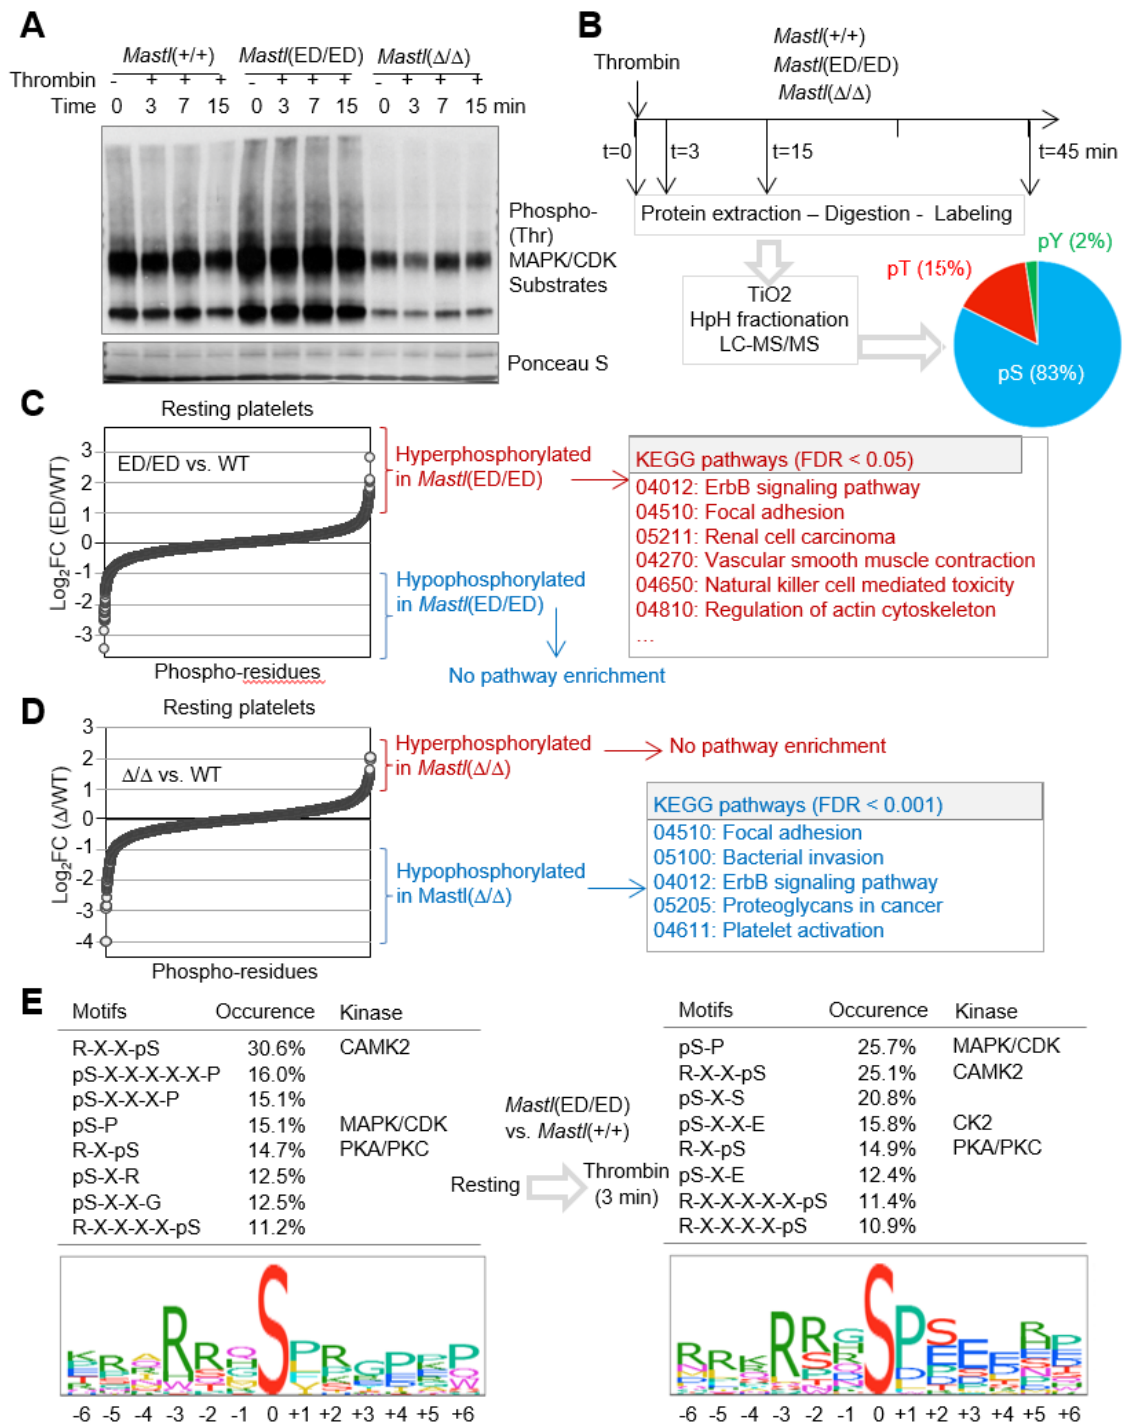 A
Mastl(+/+) Mastl(ED/ED) Mastl(Δ/Δ)
Thrombin - + + + - + + + - + + +
Time 0 3 7 15 0 3 7 15 0 3 7 15 min
Phospho-
(Thr)
MAPK/CDK
Substrates
Ponceau S
B
Mastl(+/+)
Mastl(ED/ED)
Mastl(Δ/Δ)
Thrombin
t=0 t=3 t=15 t=45 min
Protein extraction – Digestion - Labeling
TiO2
HpH fractionation
LC-MS/MS
pY (2%)
pT (15%)
pS (83%)
C
Resting platelets
ED/ED vs. WT
Log2FC (ED/WT)
3
2
1
0
-1
-2
-3
Phospho-residues
Hyperphosphorylated
in Mastl(ED/ED)
Hypophosphorylated
in Mastl(ED/ED)
No pathway enrichment
KEGG pathways (FDR < 0.05)
04012: ErbB signaling pathway
04510: Focal adhesion
05211: Renal cell carcinoma
04270: Vascular smooth muscle contraction
04650: Natural killer cell mediated toxicity
04810: Regulation of actin cytoskeleton
...
D
Resting platelets
Δ/Δ vs. WT
Log2FC (Δ/WT)
3
2
1
0
-1
-2
-3
-4
Phospho-residues
Hyperphosphorylated
in Mastl(Δ/Δ)
No pathway enrichment
Hypophosphorylated
in Mastl(Δ/Δ)
KEGG pathways (FDR < 0.001)
04510: Focal adhesion
05100: Bacterial invasion
04012: ErbB signaling pathway
05205: Proteoglycans in cancer
04611: Platelet activation
E
Motifs Occurence Kinase
R-X-X-pS 30.6% CAMK2
pS-X-X-X-X-X-P 16.0%
pS-X-X-X-P 15.1%
pS-P 15.1% MAPK/CDK
R-X-pS 14.7% PKA/PKC
pS-X-R 12.5%
pS-X-X-G 12.5%
R-X-X-X-X-pS 11.2%
-6 -5 -4 -3 -2 -1 0 +1 +2 +3 +4 +5 +6
Mastl(ED/ED)
vs. Mastl(+/+)
Resting Thrombin
(3 min)
Motifs Occurence Kinase
pS-P 25.7% MAPK/CDK
R-X-X-pS 25.1% CAMK2
pS-X-S 20.8%
pS-X-X-E 15.8% CK2
R-X-pS 14.9% PKA/PKC
pS-X-E 12.4%
R-X-X-X-X-X-pS 11.4%
R-X-X-X-X-pS 10.9%
-6 -5 -4 -3 -2 -1 0 +1 +2 +3 +4 +5 +6